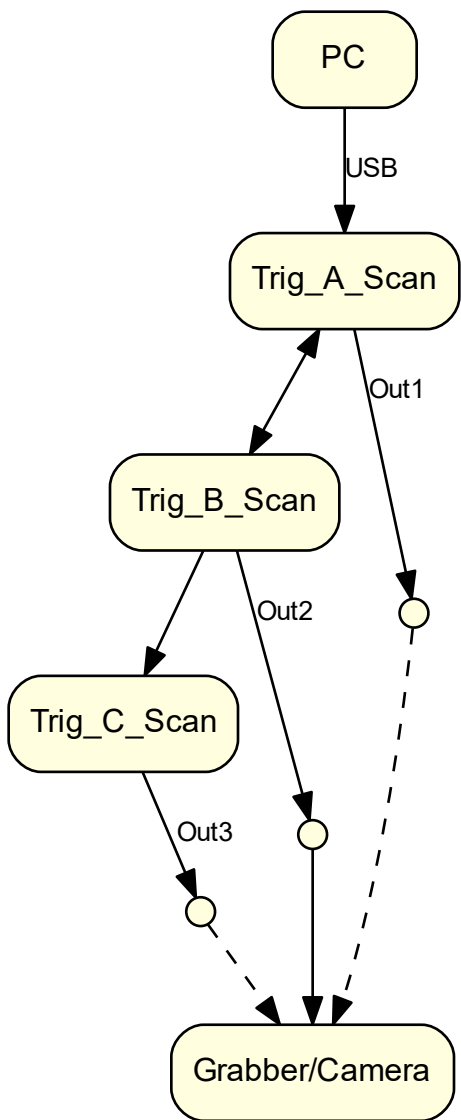 PC
USB
Trig_A_Scan
Out1
Trig_B_Scan
Out2
Trig_C_Scan
Out3
Grabber/Camera